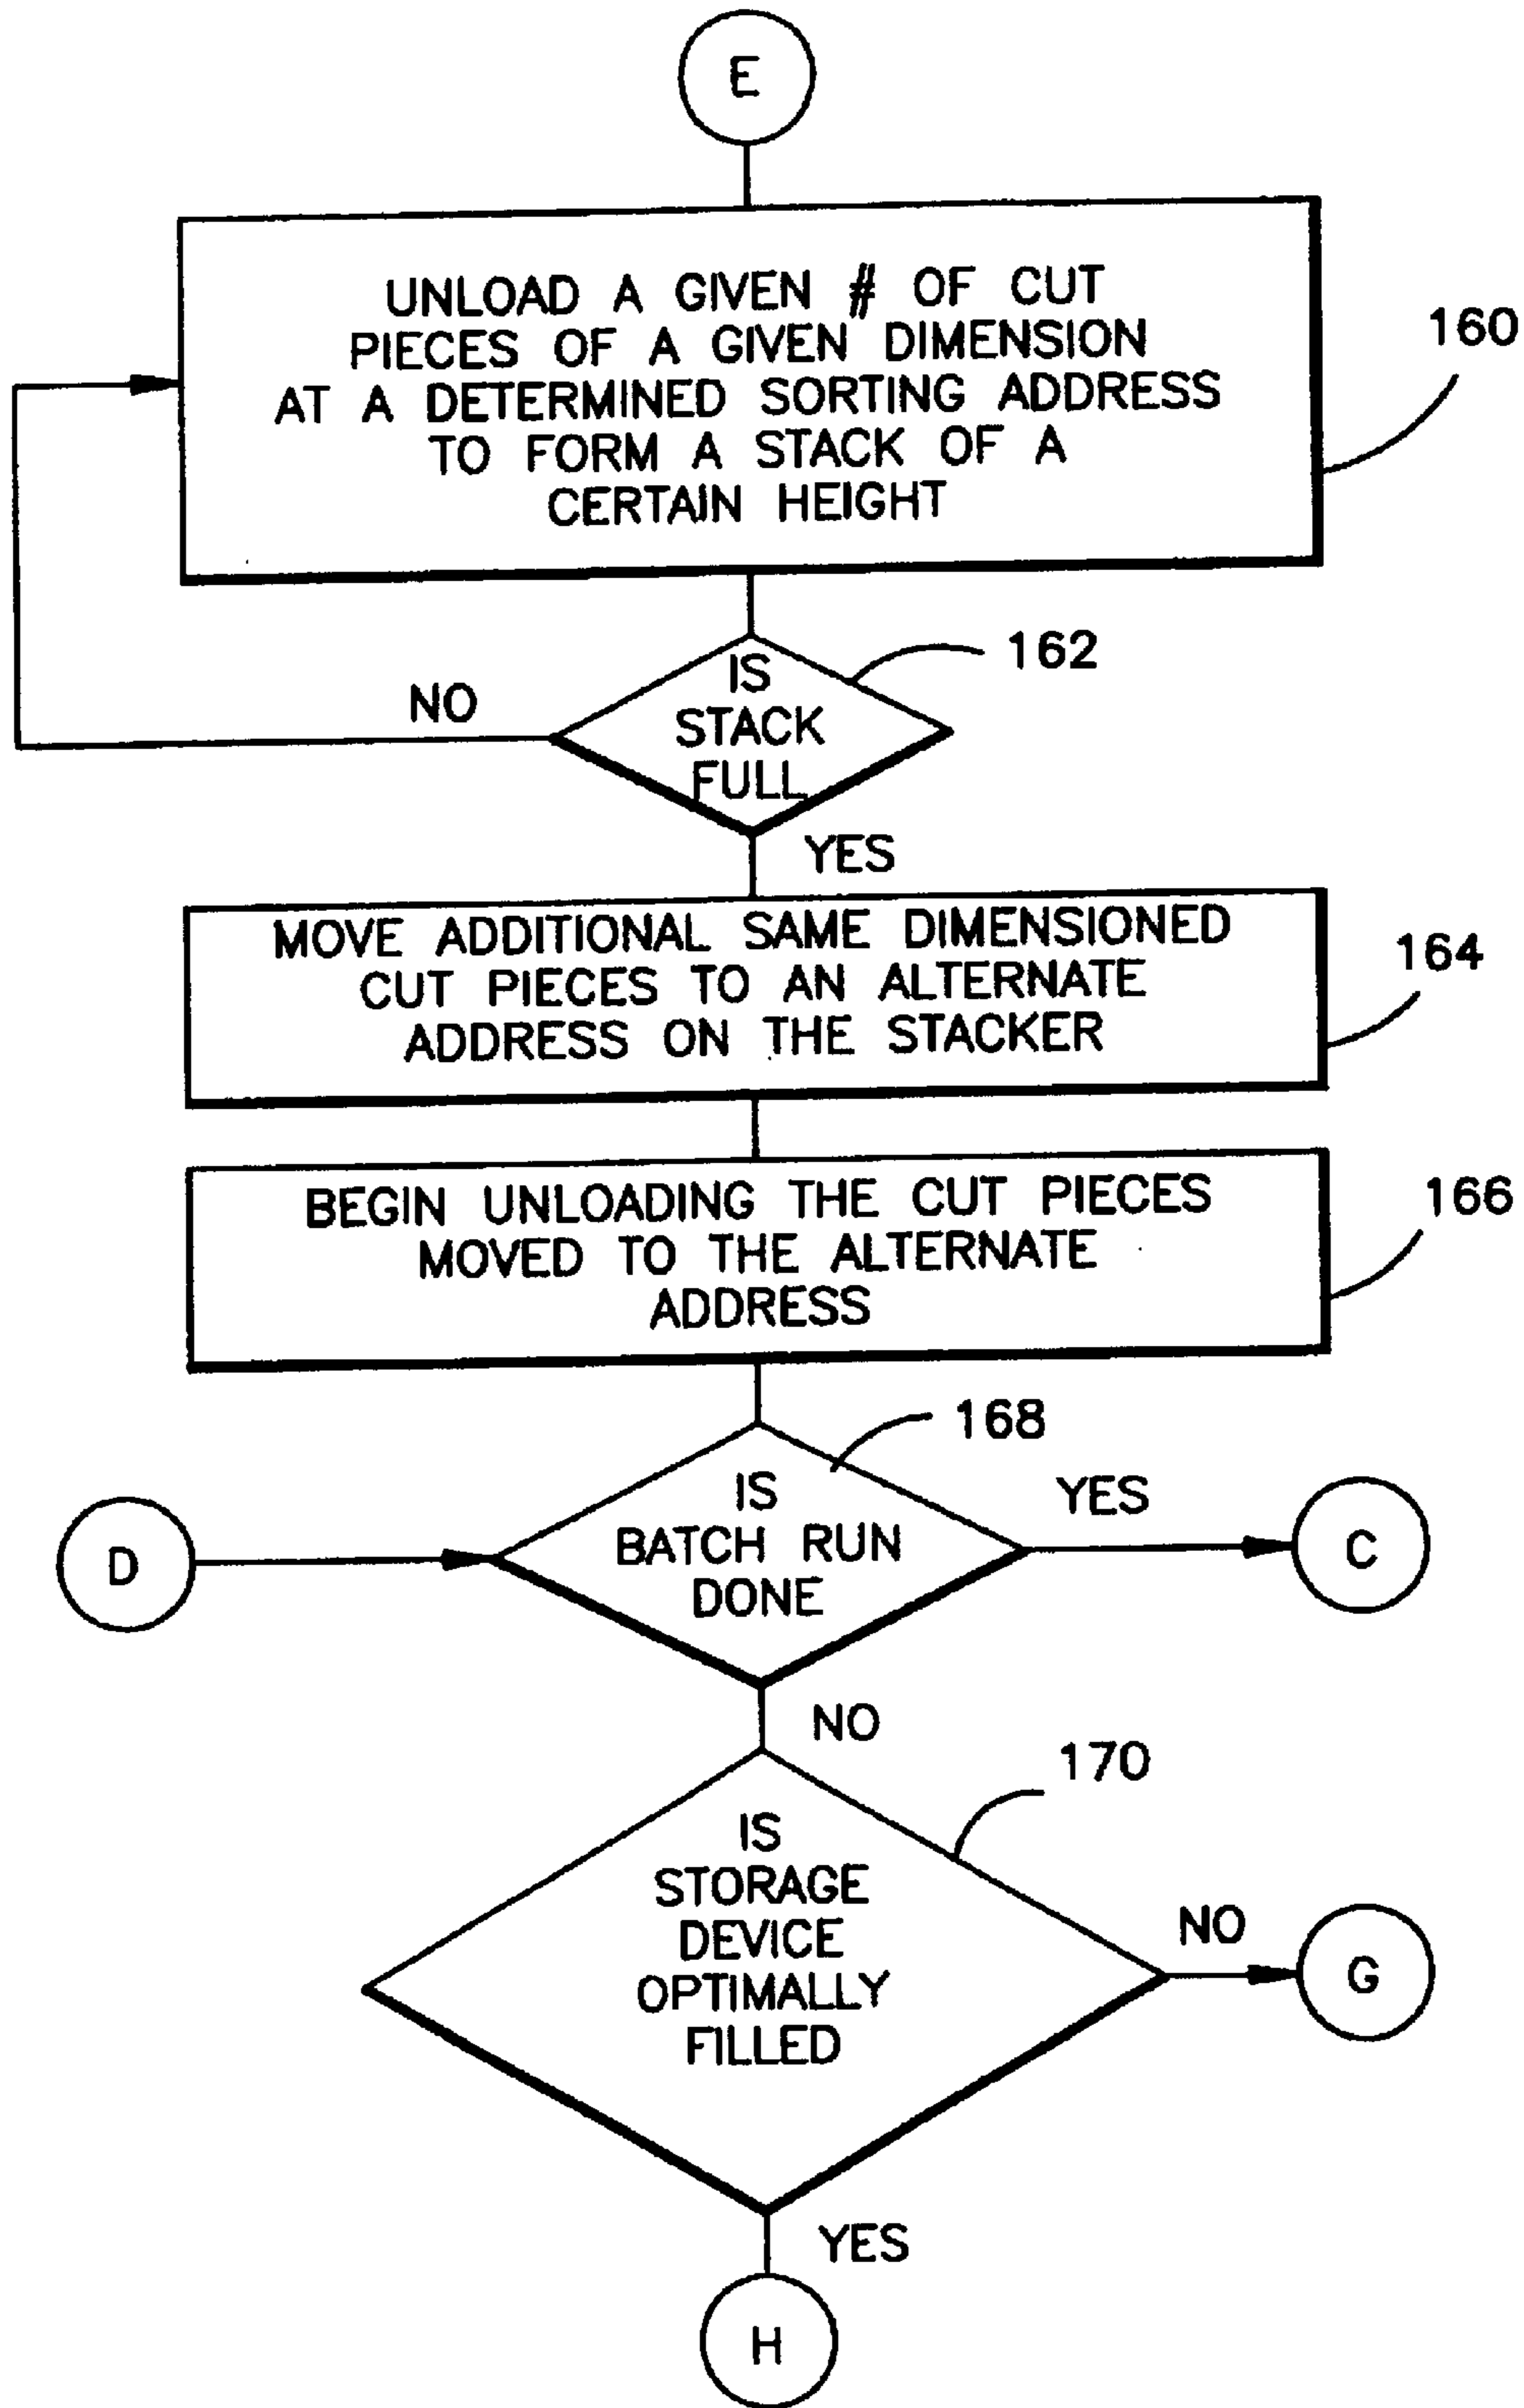 E
UNLOAD A GIVEN # OF CUT
PIECES OF A GIVEN DIMENSION
AT A DETERMINED SORTING ADDRESS
TO FORM A STACK OF A
CERTAIN HEIGHT
160
IS
STACK
FULL
162
NO
YES
MOVE ADDITIONAL SAME DIMENSIONED
CUT PIECES TO AN ALTERNATE
ADDRESS ON THE STACKER
164
BEGIN UNLOADING THE CUT PIECES
MOVED TO THE ALTERNATE
ADDRESS
166
168
D
IS
BATCH RUN
DONE
YES
C
NO
170
IS
STORAGE
DEVICE
OPTIMALLY
FILLED
NO
G
YES
H